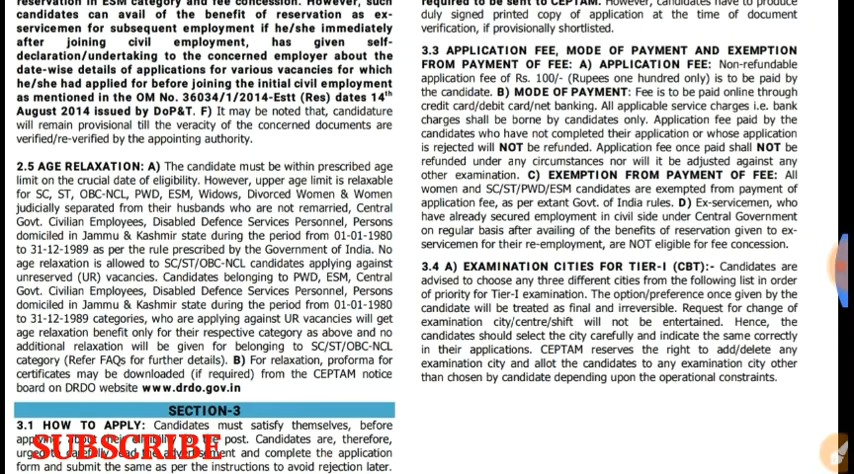 reservation in ESM category and fee concession. However, such
candidates can avail of the benefit of reservation as ex-
servicemen for subsequent employment if he/she immediately
after joining civil employment, has given self-
declaration/undertaking to the concerned employer about the
date-wise details of applications for various vacancies for which
he/she had applied for before joining the initial civil employment
as mentioned in the OM No. 36034/1/2014-Estt (Res) dates 14th
August 2014 issued by DoP&T. F) It may be noted that, candidature
will remain provisional till the veracity of the concerned documents are
verified/re-verified by the appointing authority.
2.5 AGE RELAXATION: A) The candidate must be within prescribed age
limit on the crucial date of eligibility. However, upper age limit is relaxable
for SC, ST, OBC-NCL, PWD, ESM, Widows, Divorced Women & Women
judicially separated from their husbands who are not remarried, Central
Govt. Civilian Employees, Disabled Defence Services Personnel, Persons
domiciled in Jammu & Kashmir state during the period from 01-01-1980
to 31-12-1989 as per the rule prescribed by the Government of India. No
age relaxation is allowed to SC/ST/OBC-NCL candidates applying against
unreserved (UR) vacancies. Candidates belonging to PWD, ESM, Central
Govt. Civilian Employees, Disabled Defence Services Personnel, Persons
domiciled in Jammu & Kashmir state during the period from 01-01-1980
to 31-12-1989 categories, who are applying against UR vacancies will get
age relaxation benefit only for their respective category as above and no
additional relaxation will be given for belonging to SC/ST/OBC-NCL
category (Refer FAQs for further details). B) For relaxation, proforma for
certificates may be downloaded (if required) from the CEPTAM notice
board on DRDO website www.drdo.gov.in
SECTION-3
3.1 HOW TO APPLY: Candidates must satisfy themselves, before
applying about their eligibility for the post. Candidates are, therefore,
urged to carefully read the advertisement and complete the application
form and submit the same as per the instructions to avoid rejection later.
SUBSCRIBE
required to be sent to CEPTAM. However, candidates have to produce
duly signed printed copy of application at the time of document
verification, if provisionally shortlisted.
3.3 APPLICATION FEE, MODE OF PAYMENT AND EXEMPTION
FROM PAYMENT OF FEE: A) APPLICATION FEE: Non-refundable
application fee of Rs. 100/- (Rupees one hundred only) is to be paid by
the candidate. B) MODE OF PAYMENT: Fee is to be paid online through
credit card/debit card/net banking. All applicable service charges i.e. bank
charges shall be borne by candidates only. Application fee paid by the
candidates who have not completed their application or whose application
is rejected will NOT be refunded. Application fee once paid shall NOT be
refunded under any circumstances nor will it be adjusted against any
other examination. C) EXEMPTION FROM PAYMENT OF FEE: All
women and SC/ST/PWD/ESM candidates are exempted from payment of
application fee, as per extant Govt. of India rules. D) Ex-servicemen, who
have already secured employment in civil side under Central Government
on regular basis after availing of the benefits of reservation given to ex-
servicemen for their re-employment, are NOT eligible for fee concession.
3.4 A) EXAMINATION CITIES FOR TIER-I (CBT):- Candidates are
advised to choose any three different cities from the following list in order
of priority for Tier-I examination. The option/preference once given by the
candidate will be treated as final and irreversible. Request for change of
examination city/centre/shift will not be entertained. Hence, the
candidates should select the city carefully and indicate the same correctly
in their applications. CEPTAM reserves the right to add/delete any
examination city and allot the candidates to any examination city other
than chosen by candidate depending upon the operational constraints.